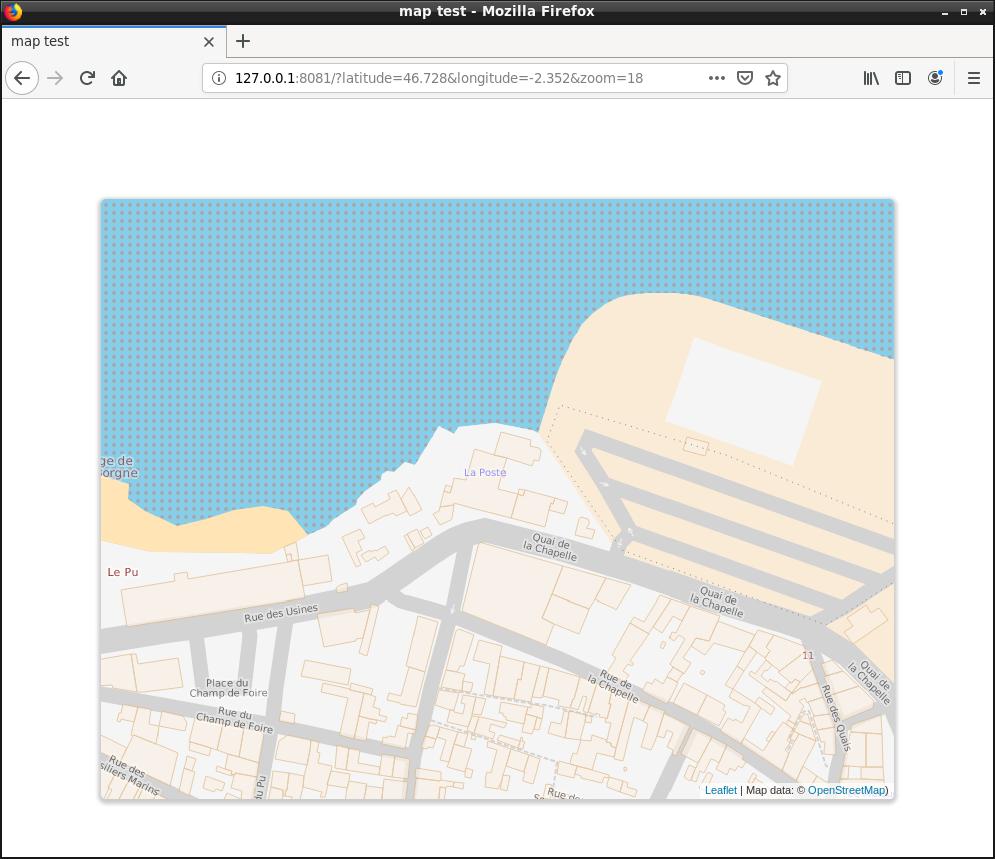 map test - Mozilla Firefox
map test
127.0.0.1:8081/?latitude=46.728&longitude=-2.352&zoom=18
ge de
orgne
La Poste
Quai de
la Chapelle
Le Pu
Quai de
la Chapelle
Rue des Usines
11
Rue de
la Chapelle
Quai de
la Chapelle
Place du
Champ de Foire
Rue des Quais
Rue du
Champ de Foire
Rue des
siliers Marins
du Pu
Rue de
Leaflet | Map data: © OpenStreetMap)